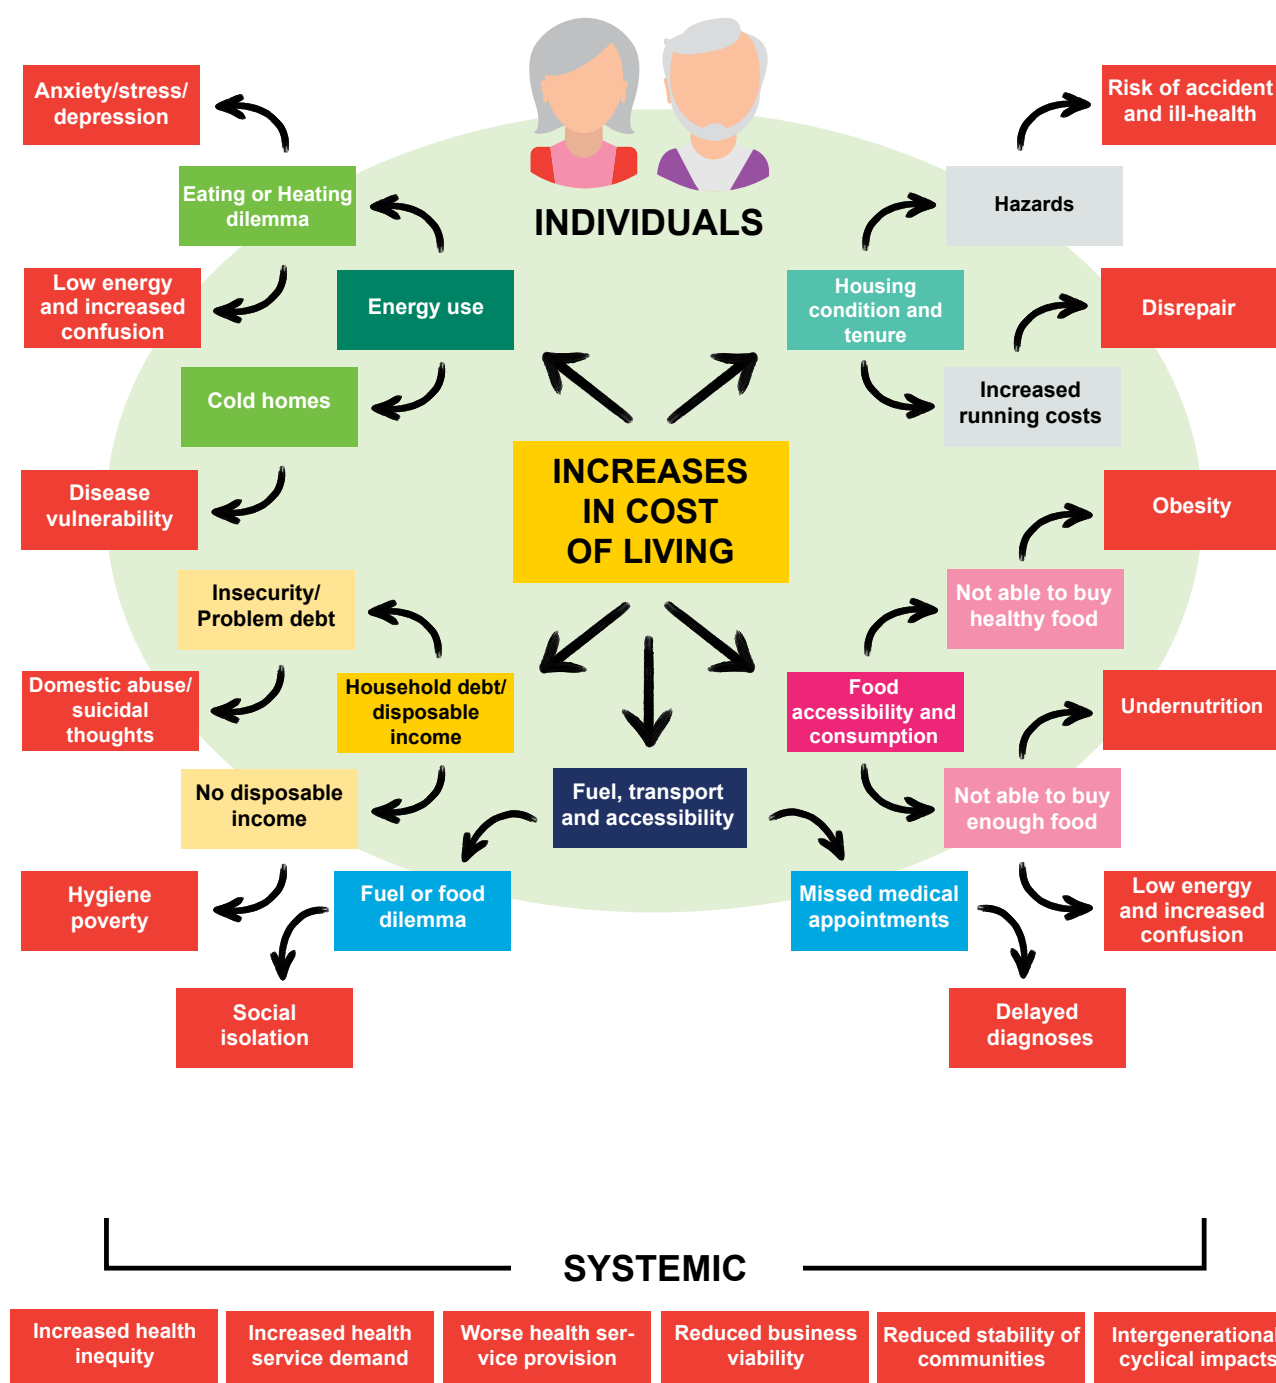 Anxiety/stress/
depression
Risk of accident
and ill-health
Eating or Heating
dilemma
INDIVIDUALS
Hazards
Low energy
and increased
confusion
Energy use
Housing
condition and
tenure
Disrepair
Cold homes
Increased
running costs
INCREASES
IN COST
OF LIVING
Disease
vulnerability
Obesity
Insecurity/
Problem debt
Not able to buy
healthy food
Domestic abuse/
suicidal
thoughts
Household debt/
disposable
income
Food
accessibility and
consumption
Undernutrition
No disposable
income
Fuel, transport
and accessibility
Not able to buy
enough food
Hygiene
poverty
Fuel or food
dilemma
Missed medical
appointments
Low energy
and increased
confusion
Social
isolation
Delayed
diagnoses
SYSTEMIC
Increased health
inequity
Increased health
service demand
Worse health ser-
vice provision
Reduced business
viability
Reduced stability of
communities
Intergenerational
cyclical impacts